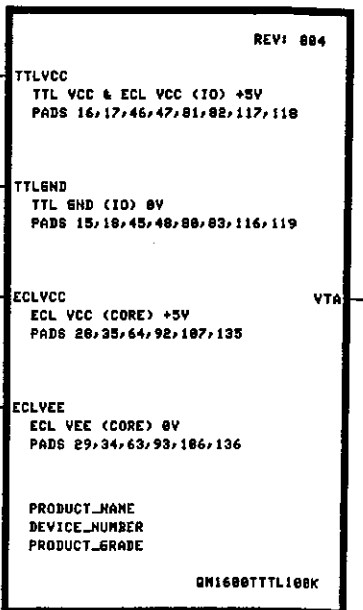 REV: 004
TTLVCC
TTL VCC & ECL VCC (IO) +5V
PADS 16,17,46,47,81,82,117,118
TTLGND
TTL GND (IO) 0V
PADS 15,18,45,48,80,83,116,119
ECLVCC
VTA
ECL VCC (CORE) +5V
PADS 28,35,64,92,107,135
ECLVEE
ECL VEE (CORE) 0V
PADS 29,34,63,93,106,136
PRODUCT_NAME
DEVICE_NUMBER
PRODUCT_GRADE
QM1600TTTL100K